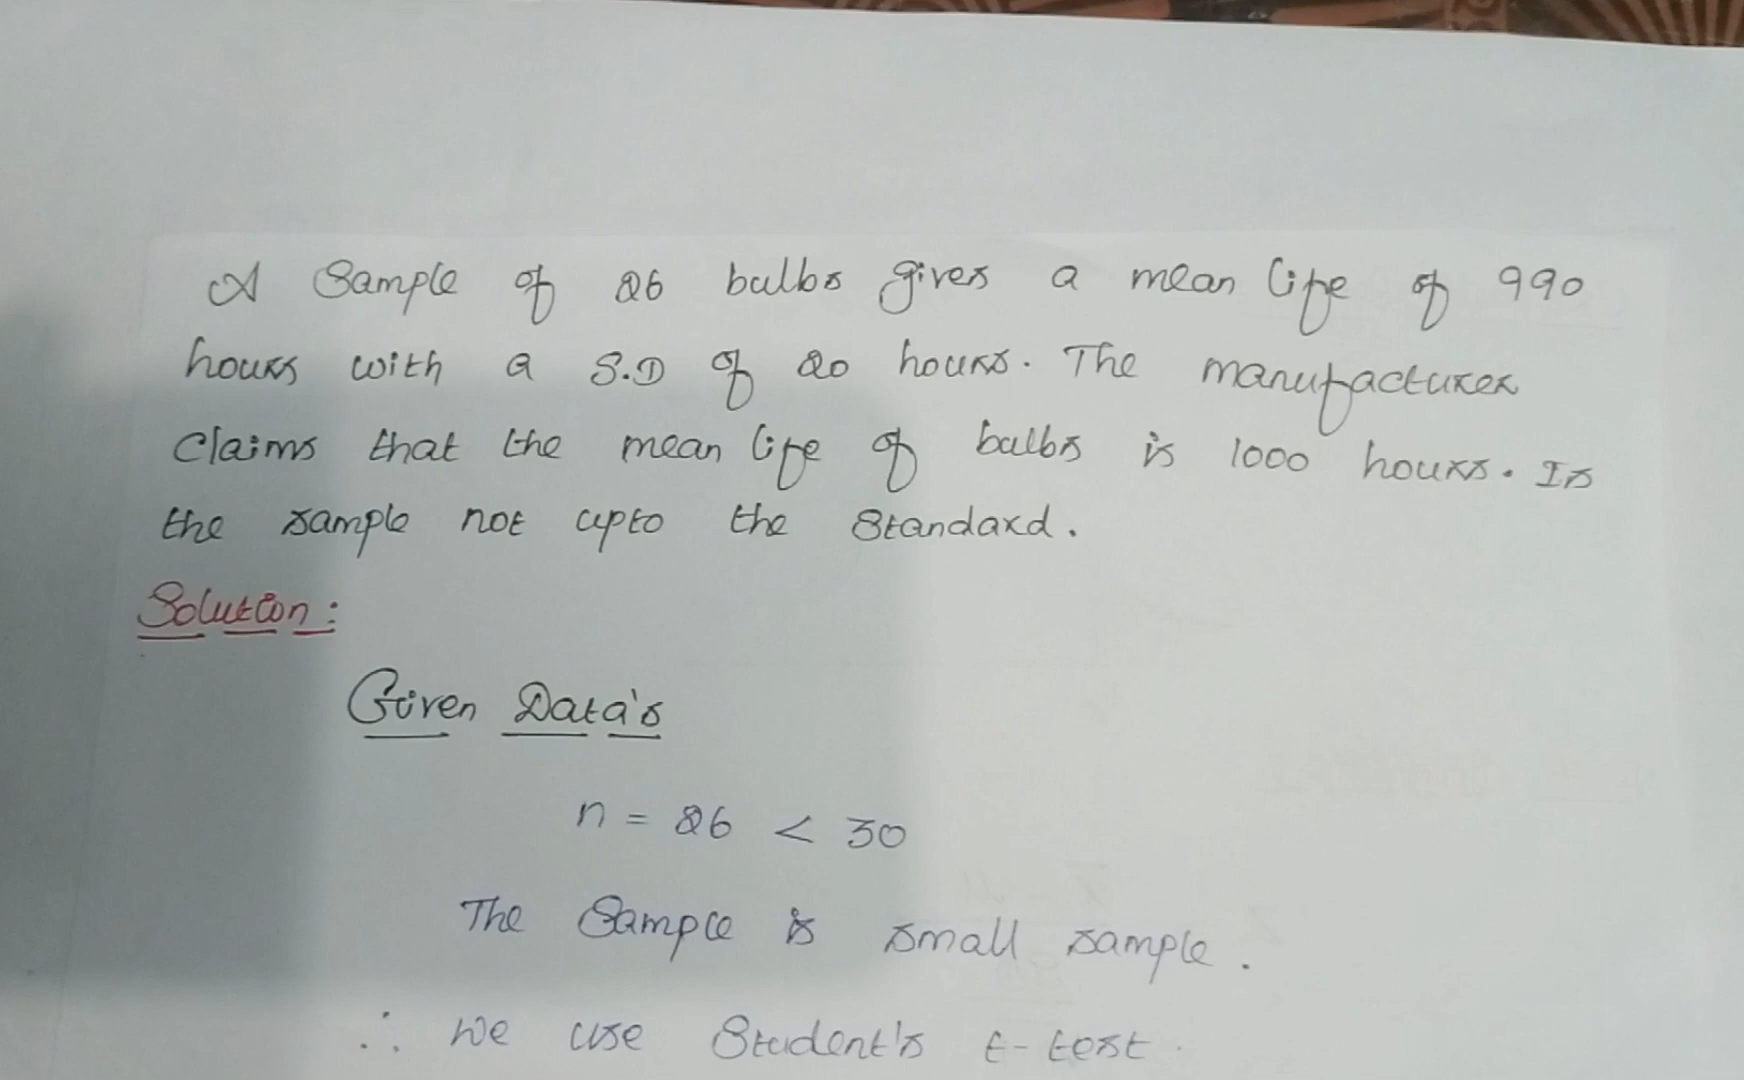 A Sample of 26 bulbs gives a mean life of 990
hours with a S.D of 20 hours. The manufacturer
claims that the mean life of bulbs is 1000 hours. Is
the sample not upto the Standard.
Solution:
Given Data's
n = 26 < 30
The Sample is small sample.
∴ we use Student's t-test.